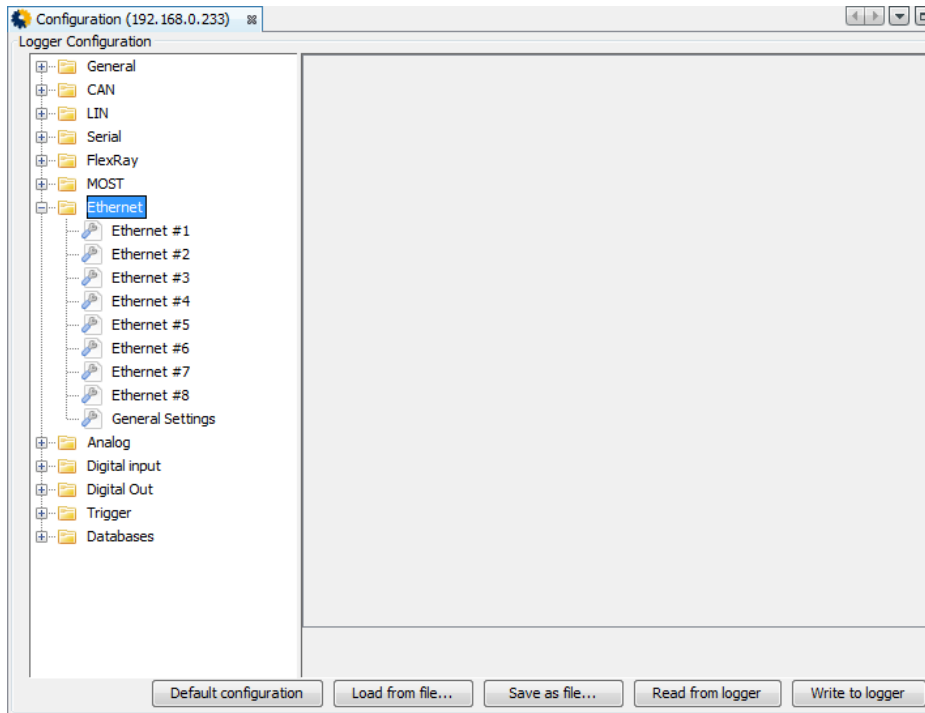 Configuration (192.168.0.233)
Logger Configuration
General
CAN
LIN
Serial
FlexRay
MOST
Ethernet
Ethernet #1
Ethernet #2
Ethernet #3
Ethernet #4
Ethernet #5
Ethernet #6
Ethernet #7
Ethernet #8
General Settings
Analog
Digital input
Digital Out
Trigger
Databases
Default configuration Load from file... Save as file... Read from logger Write to logger